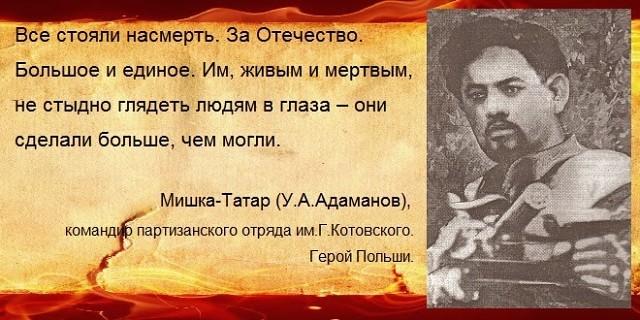 Все стояли насмерть. За Отечество.
Большое и единое. Им, живым и мертвым,
не стыдно глядеть людям в глаза – они
сделали больше, чем могли.
Мишка-Татар (У.А.Адаманов),
командир партизанского отряда им.Г.Котовского.
Герой Польши.